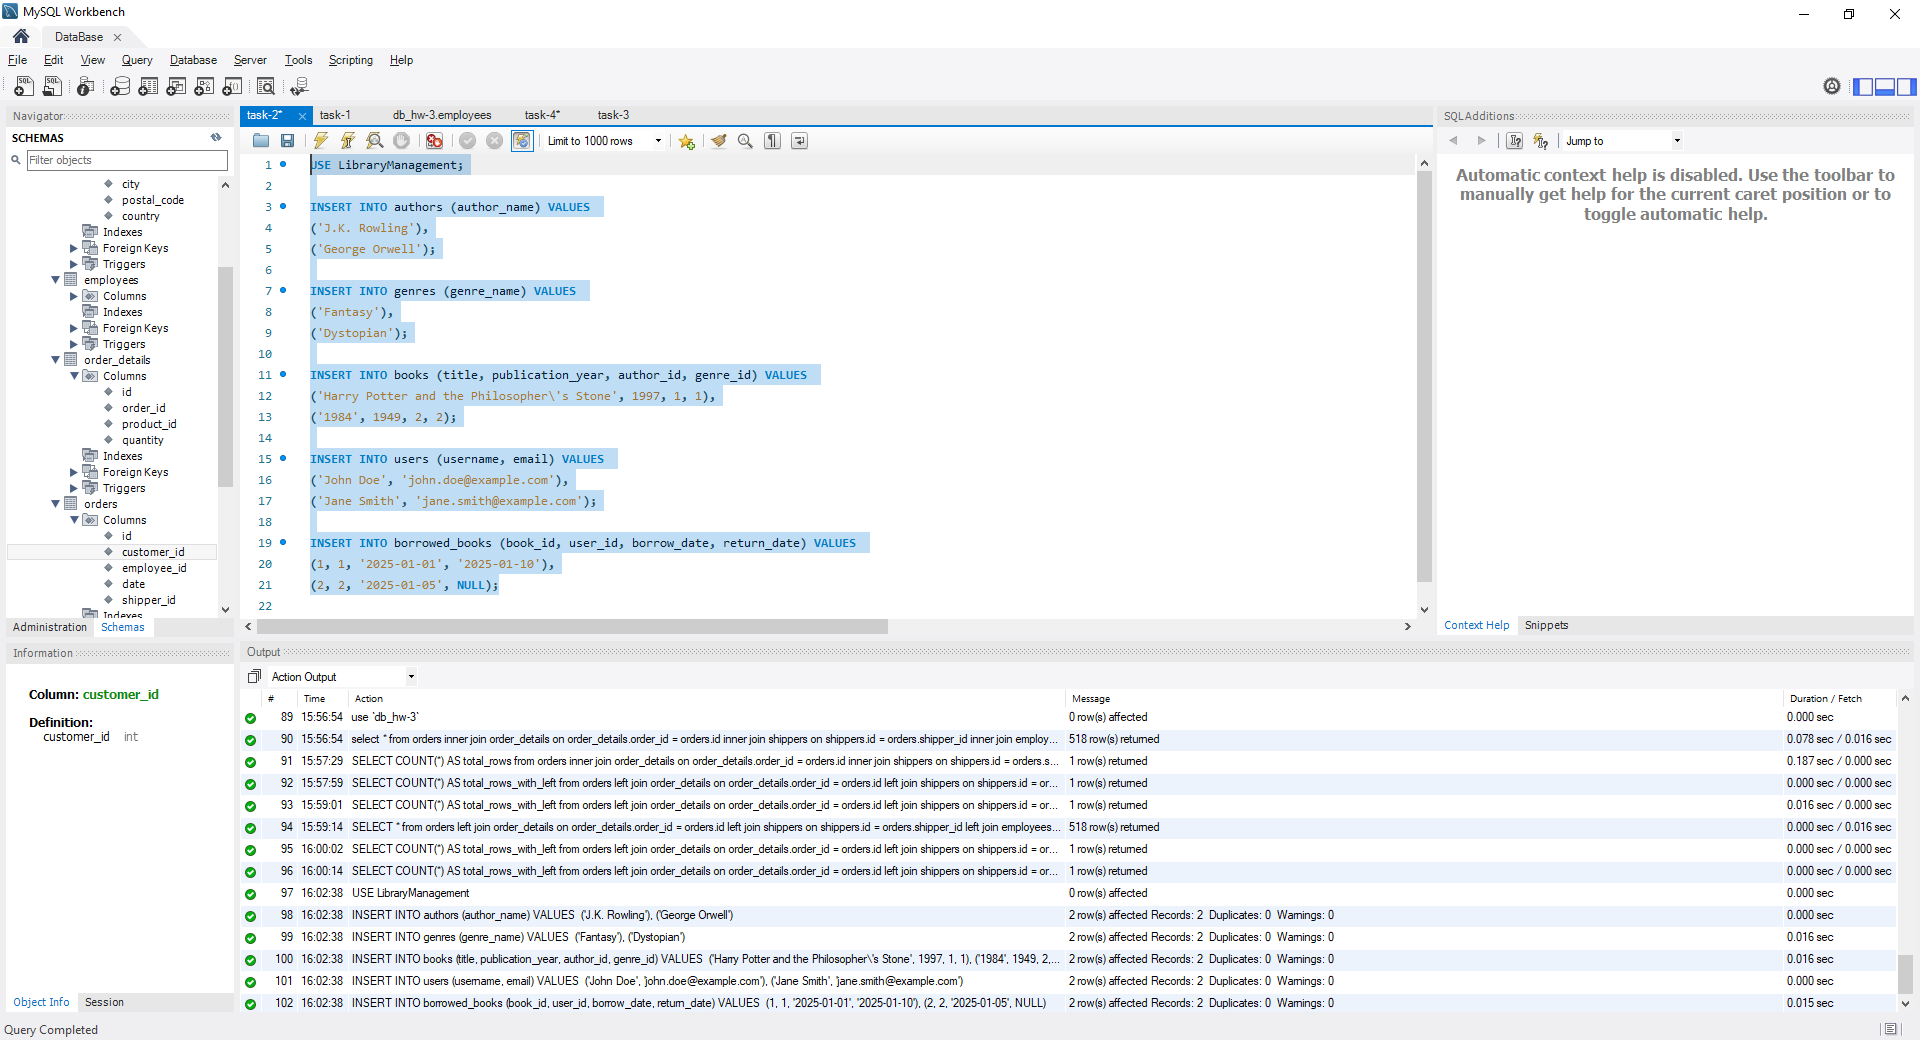 MySQL Workbench
DataBase
File Edit View Query Database Server Tools Scripting Help
Navigator
SCHEMAS
Filter objects
city
postal_code
country
Indexes
Foreign Keys
Triggers
employees
Columns
Indexes
Foreign Keys
Triggers
order_details
Columns
id
order_id
product_id
quantity
Indexes
Foreign Keys
Triggers
orders
Columns
id
customer_id
employee_id
date
shipper_id
Indexes
Administration Schemas
Information
Column: customer_id
Definition:
customer_id int
Object Info Session
task-2* task-1 db_hw-3.employees task-4* task-3
Limit to 1000 rows
1 USE LibraryManagement;
2
3 INSERT INTO authors (author_name) VALUES
4 ('J.K. Rowling'),
5 ('George Orwell');
6
7 INSERT INTO genres (genre_name) VALUES
8 ('Fantasy'),
9 ('Dystopian');
10
11 INSERT INTO books (title, publication_year, author_id, genre_id) VALUES
12 ('Harry Potter and the Philosopher\'s Stone', 1997, 1, 1),
13 ('1984', 1949, 2, 2);
14
15 INSERT INTO users (username, email) VALUES
16 ('John Doe', 'john.doe@example.com'),
17 ('Jane Smith', 'jane.smith@example.com');
18
19 INSERT INTO borrowed_books (book_id, user_id, borrow_date, return_date) VALUES
20 (1, 1, '2025-01-01', '2025-01-10'),
21 (2, 2, '2025-01-05', NULL);
22
SQLAdditions
Jump to
Automatic context help is disabled. Use the toolbar to
manually get help for the current caret position or to
toggle automatic help.
Context Help Snippets
Output
Action Output
# Time Action Message Duration / Fetch
89 15:56:54 use `db_hw-3` 0 row(s) affected 0.000 sec
90 15:56:54 select * from orders inner join order_details on order_details.order_id = orders.id inner join shippers on shippers.id = orders.shipper_id inner join employ... 518 row(s) returned 0.078 sec / 0.016 sec
91 15:57:29 SELECT COUNT(*) AS total_rows from orders inner join order_details on order_details.order_id = orders.id inner join shippers on shippers.id = orders.s... 1 row(s) returned 0.187 sec / 0.000 sec
92 15:57:59 SELECT COUNT(*) AS total_rows_with_left from orders left join order_details on order_details.order_id = orders.id left join shippers on shippers.id = or... 1 row(s) returned 0.000 sec / 0.000 sec
93 15:59:01 SELECT COUNT(*) AS total_rows_with_left from orders left join order_details on order_details.order_id = orders.id left join shippers on shippers.id = or... 1 row(s) returned 0.016 sec / 0.000 sec
94 15:59:14 SELECT * from orders left join order_details on order_details.order_id = orders.id left join shippers on shippers.id = orders.shipper_id left join employees... 518 row(s) returned 0.000 sec / 0.016 sec
95 16:00:02 SELECT COUNT(*) AS total_rows_with_left from orders left join order_details on order_details.order_id = orders.id left join shippers on shippers.id = or... 1 row(s) returned 0.000 sec / 0.000 sec
96 16:00:14 SELECT COUNT(*) AS total_rows_with_left from orders left join order_details on order_details.order_id = orders.id left join shippers on shippers.id = or... 1 row(s) returned 0.000 sec / 0.000 sec
97 16:02:38 USE LibraryManagement 0 row(s) affected 0.000 sec
98 16:02:38 INSERT INTO authors (author_name) VALUES ('J.K. Rowling'), ('George Orwell') 2 row(s) affected Records: 2 Duplicates: 0 Warnings: 0 0.000 sec
99 16:02:38 INSERT INTO genres (genre_name) VALUES ('Fantasy'), ('Dystopian') 2 row(s) affected Records: 2 Duplicates: 0 Warnings: 0 0.016 sec
100 16:02:38 INSERT INTO books (title, publication_year, author_id, genre_id) VALUES ('Harry Potter and the Philosopher\'s Stone', 1997, 1, 1), ('1984', 1949, 2,... 2 row(s) affected Records: 2 Duplicates: 0 Warnings: 0 0.016 sec
101 16:02:38 INSERT INTO users (username, email) VALUES ('John Doe', 'john.doe@example.com'), ('Jane Smith', 'jane.smith@example.com') 2 row(s) affected Records: 2 Duplicates: 0 Warnings: 0 0.000 sec
102 16:02:38 INSERT INTO borrowed_books (book_id, user_id, borrow_date, return_date) VALUES (1, 1, '2025-01-01', '2025-01-10'), (2, 2, '2025-01-05', NULL) 2 row(s) affected Records: 2 Duplicates: 0 Warnings: 0 0.015 sec
Query Completed